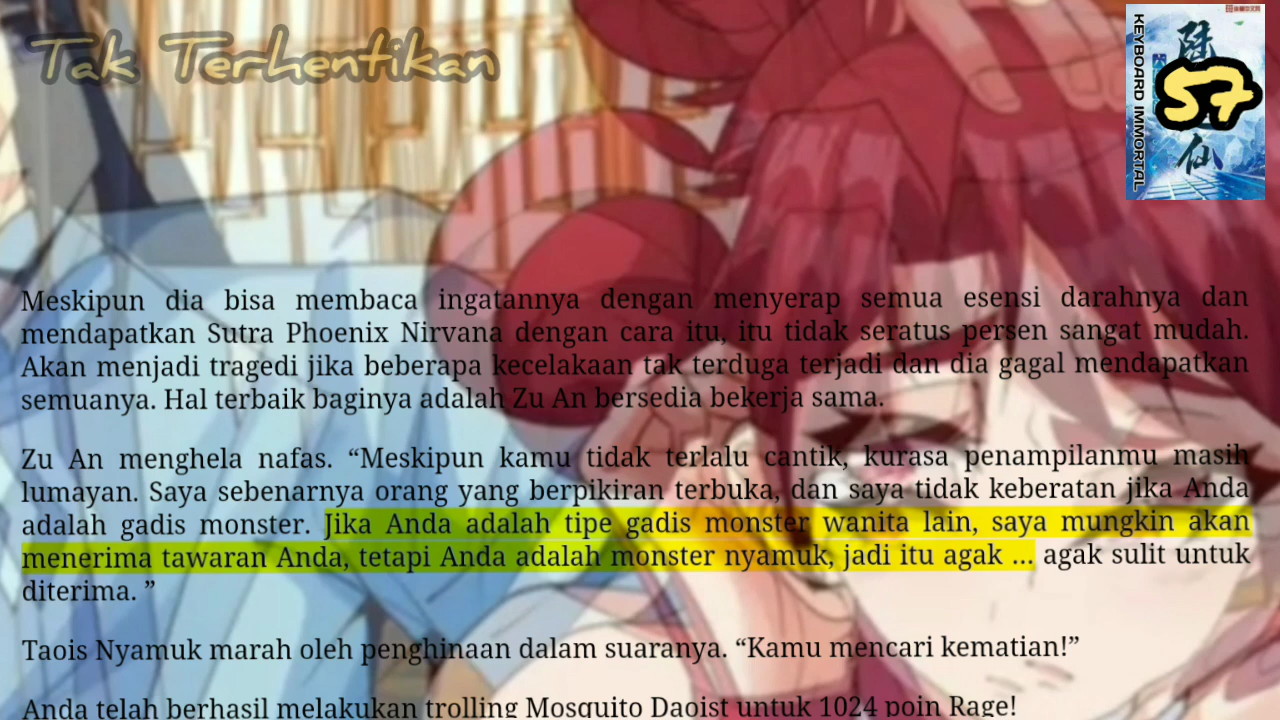 Tak Terhentikan
KEYBOARD IMMORTAL
57
仙
Meskipun dia bisa membaca ingatannya dengan menyerap semua esensi darahnya dan
mendapatkan Sutra Phoenix Nirvana dengan cara itu, itu tidak seratus persen sangat mudah.
Akan menjadi tragedi jika beberapa kecelakaan tak terduga terjadi dan dia gagal mendapatkan
semuanya. Hal terbaik baginya adalah Zu An bersedia bekerja sama.
Zu An menghela nafas. “Meskipun kamu tidak terlalu cantik, kurasa penampilanmu masih
lumayan. Saya sebenarnya orang yang berpikiran terbuka, dan saya tidak keberatan jika Anda
adalah gadis monster. Jika Anda adalah tipe gadis monster wanita lain, saya mungkin akan
menerima tawaran Anda, tetapi Anda adalah monster nyamuk, jadi itu agak ... agak sulit untuk
diterima. ”
Taois Nyamuk marah oleh penghinaan dalam suaranya. “Kamu mencari kematian!”
Anda telah berhasil melakukan trolling Mosquito Daoist untuk 1024 poin Rage!